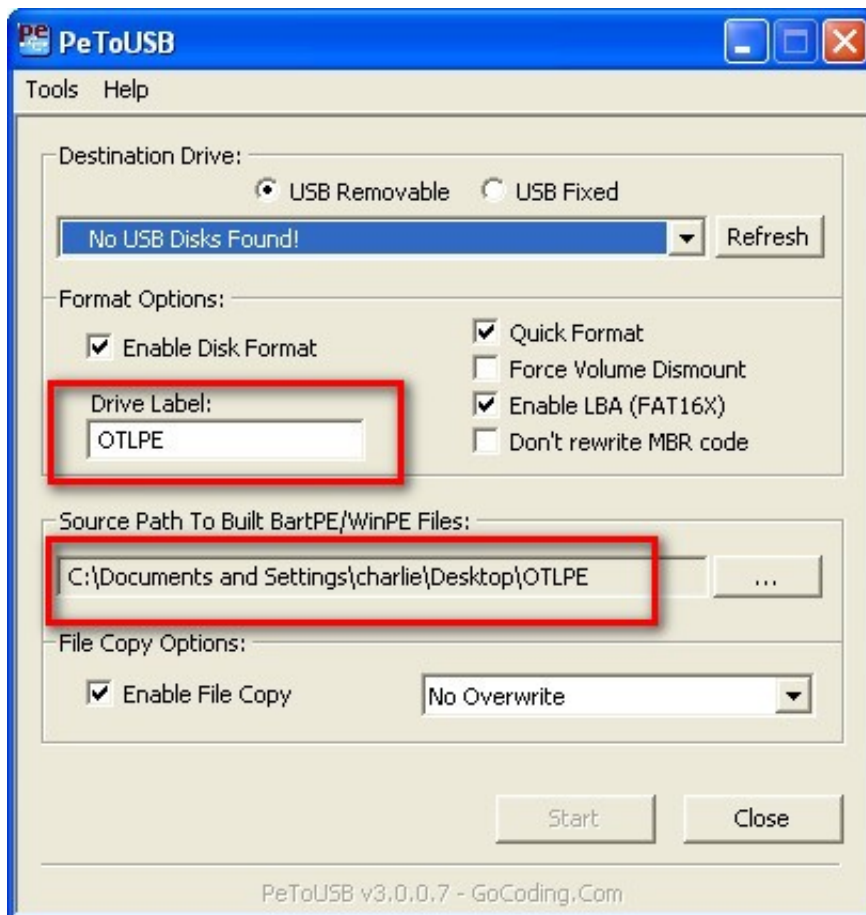 PeToUSB
Tools Help
Destination Drive:
USB Removable USB Fixed
No USB Disks Found! Refresh
Format Options:
Enable Disk Format
Quick Format
Force Volume Dismount
Drive Label:
Enable LBA (FAT16X)
OTLPE
Don't rewrite MBR code
Source Path To Built BartPE/WinPE Files:
C:\Documents and Settings\charlie\Desktop\OTLPE ...
File Copy Options:
Enable File Copy No Overwrite
Start Close
PeToUSB v3.0.0.7 - GoCoding.Com